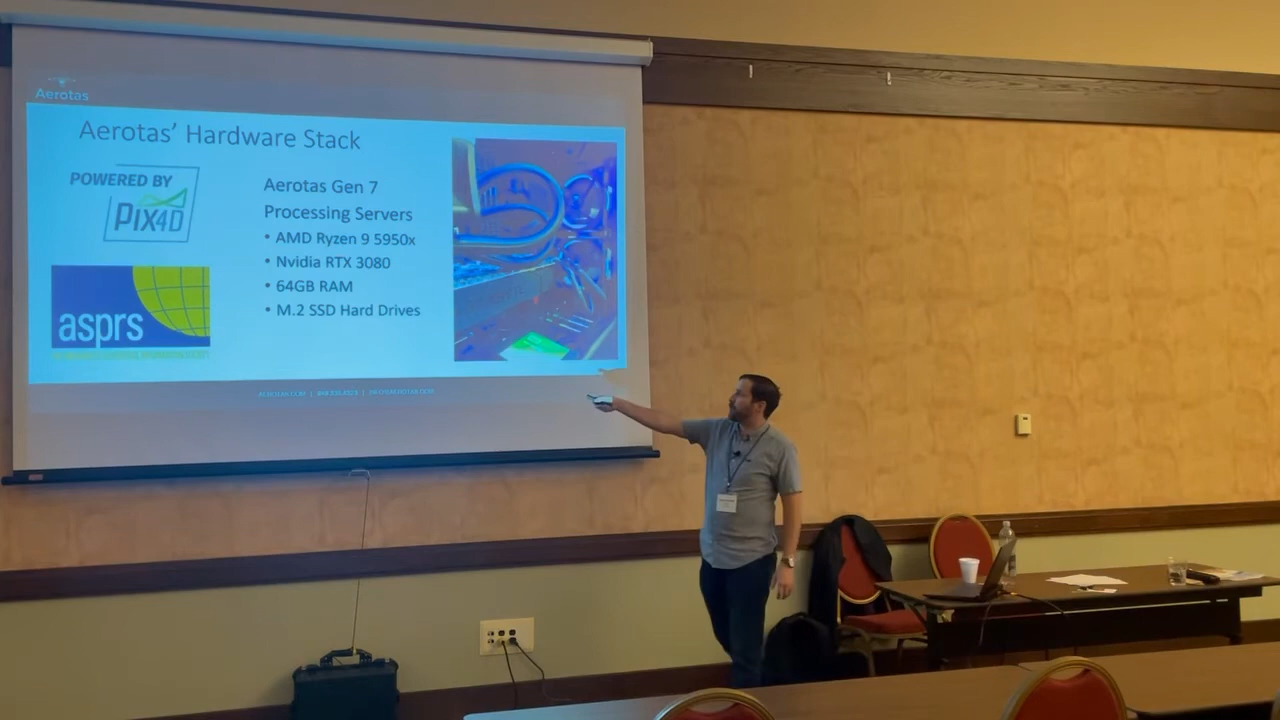 Aerotas
Aerotas' Hardware Stack
POWERED BY
PIX4D
asprs
Aerotas Gen 7
Processing Servers
• AMD Ryzen 9 5950x
• Nvidia RTX 3080
• 64GB RAM
• M.2 SSD Hard Drives